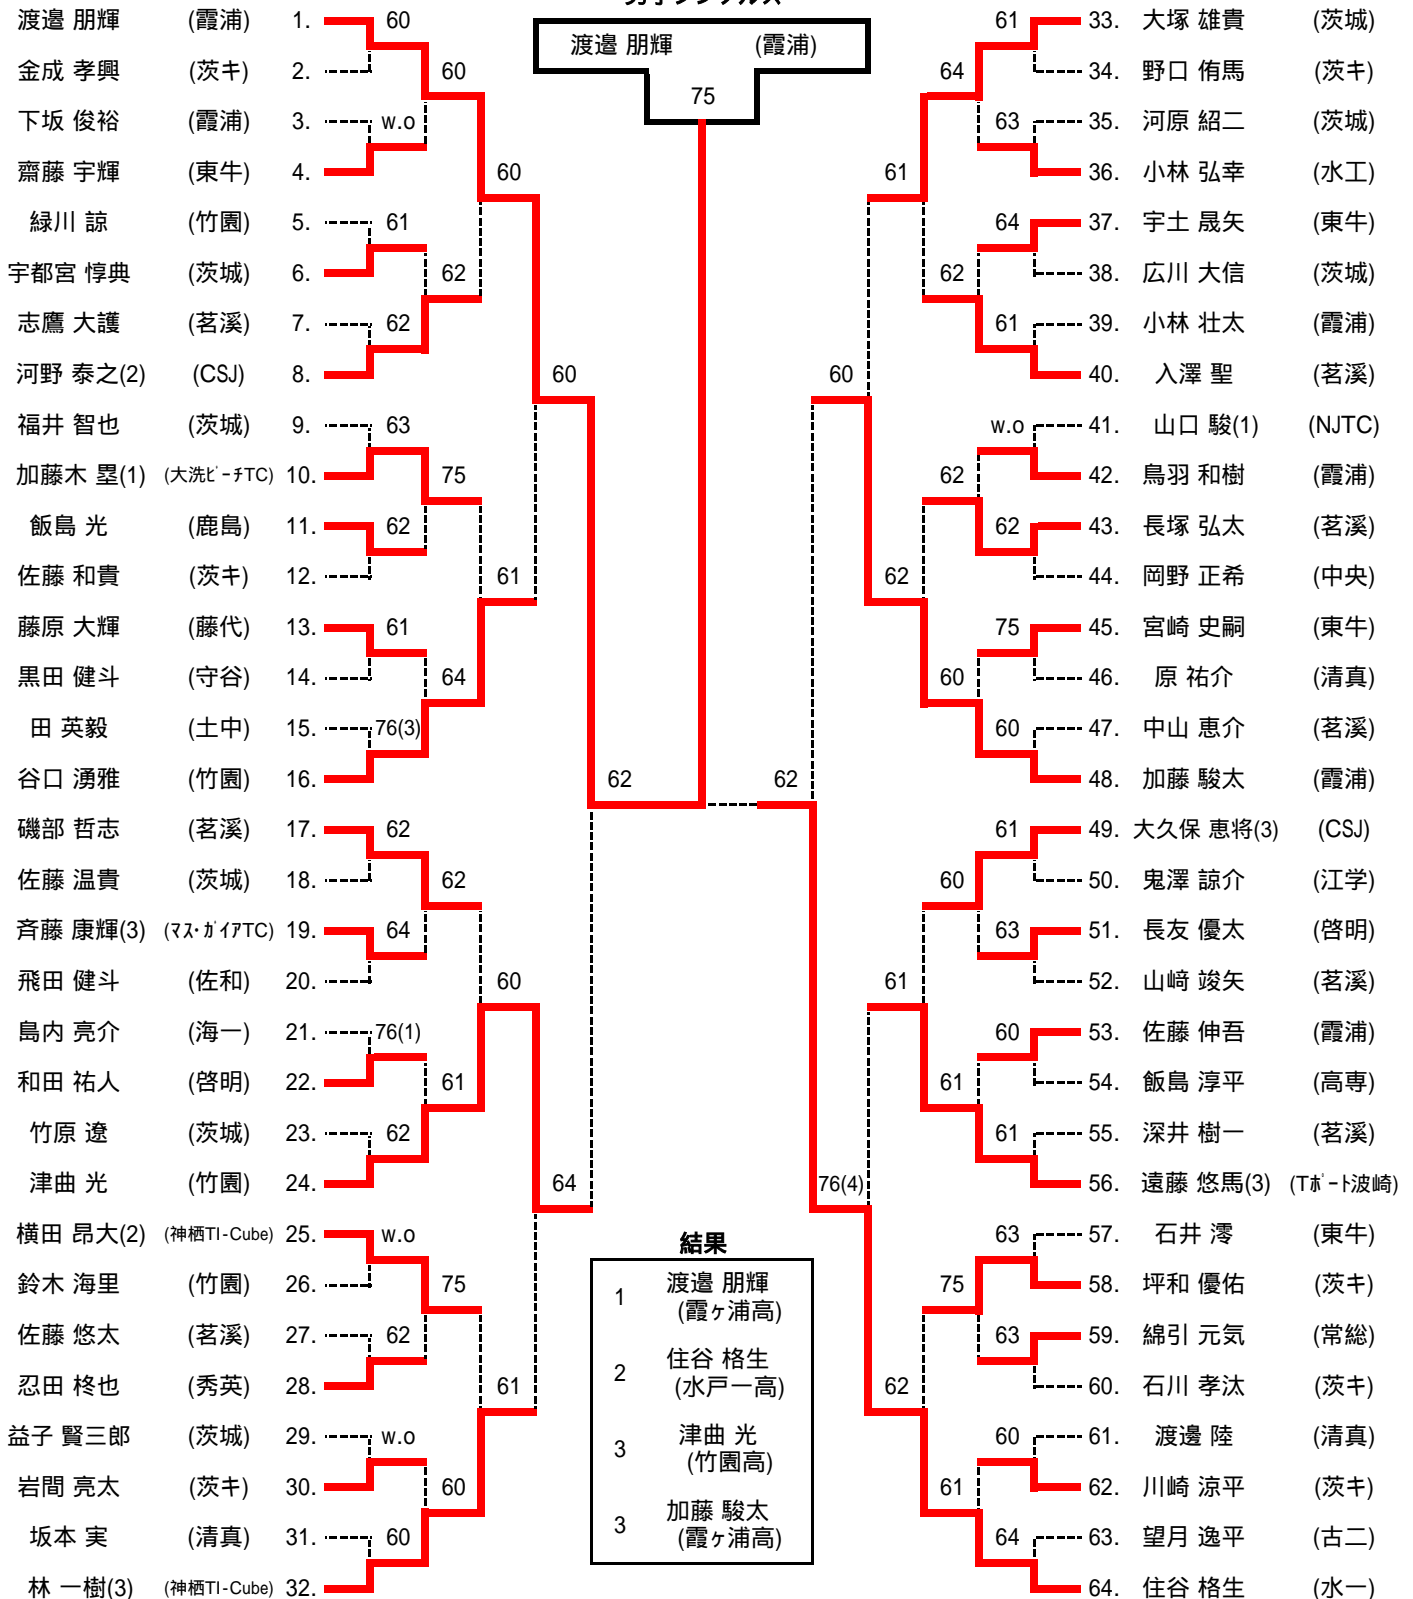 渡邉 朋輝 (霞浦)
75
渡邉 朋輝 (霞浦) 1.
金成 孝興 (茨キ) 2.
下坂 俊裕 (霞浦) 3.
齋藤 宇輝 (東牛) 4.
緑川 諒 (竹園) 5.
宇都宮 惇典 (茨城) 6.
志鷹 大護 (茗溪) 7.
河野 泰之(2) (CSJ) 8.
福井 智也 (茨城) 9.
加藤木 塁(1) (大洗ビーチTC) 10.
飯島 光 (鹿島) 11.
佐藤 和貴 (茨キ) 12.
藤原 大輝 (藤代) 13.
黒田 健斗 (守谷) 14.
田 英毅 (土中) 15.
谷口 湧雅 (竹園) 16.
磯部 哲志 (茗溪) 17.
佐藤 温貴 (茨城) 18.
斉藤 康輝(3) (マス・ガイアTC) 19.
飛田 健斗 (佐和) 20.
島内 亮介 (海一) 21.
和田 祐人 (啓明) 22.
竹原 遼 (茨城) 23.
津曲 光 (竹園) 24.
横田 昂大(2) (神栖TI-Cube) 25.
鈴木 海里 (竹園) 26.
佐藤 悠太 (茗溪) 27.
忍田 柊也 (秀英) 28.
益子 賢三郎 (茨城) 29.
岩間 亮太 (茨キ) 30.
坂本 実 (清真) 31.
林 一樹(3) (神栖TI-Cube) 32.
60
w.o
61
62
63
62
61
76(3)
62
64
76(1)
62
w.o
62
w.o
60
60
62
75
64
62
61
75
60
60
61
60
61
60
64
62
62
60
76(4)
61
62
61
62
64
62
62
60
60
61
75
61
61
63
64
61
w.o
62
75
60
61
63
60
61
63
63
60
64
33. 大塚 雄貴 (茨城)
34. 野口 侑馬 (茨キ)
35. 河原 紹二 (茨城)
36. 小林 弘幸 (水工)
37. 宇土 晟矢 (東牛)
38. 広川 大信 (茨城)
39. 小林 壮太 (霞浦)
40. 入澤 聖 (茗溪)
41. 山口 駿(1) (NJTC)
42. 鳥羽 和樹 (霞浦)
43. 長塚 弘太 (茗溪)
44. 岡野 正希 (中央)
45. 宮崎 史嗣 (東牛)
46. 原 祐介 (清真)
47. 中山 恵介 (茗溪)
48. 加藤 駿太 (霞浦)
49. 大久保 恵将(3) (CSJ)
50. 鬼澤 諒介 (江学)
51. 長友 優太 (啓明)
52. 山﨑 竣矢 (茗溪)
53. 佐藤 伸吾 (霞浦)
54. 飯島 淳平 (高専)
55. 深井 樹一 (茗溪)
56. 遠藤 悠馬(3) (Tポート波崎)
57. 石井 澪 (東牛)
58. 坪和 優佑 (茨キ)
59. 綿引 元気 (常総)
60. 石川 孝汰 (茨キ)
61. 渡邊 陸 (清真)
62. 川崎 涼平 (茨キ)
63. 望月 逸平 (古二)
64. 住谷 格生 (水一)
結果
1 渡邉 朋輝
(霞ヶ浦高)
2 住谷 格生
(水戸一高)
3 津曲 光
(竹園高)
3 加藤 駿太
(霞ヶ浦高)